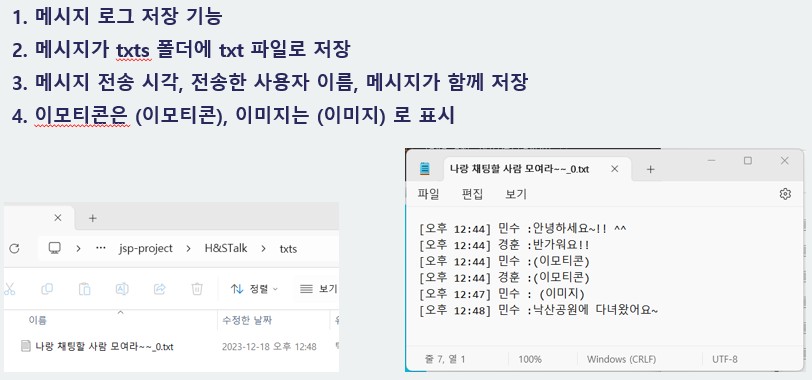 1. 메시지 로그 저장 기능
2. 메시지가 txts 폴더에 txt 파일로 저장
3. 메시지 전송 시각, 전송한 사용자 이름, 메시지가 함께 저장
4. 이모티콘은 (이모티콘), 이미지는 (이미지) 로 표시
jsp-project > H&STalk > txts
정렬 보기
이름 수정한 날짜
나랑 채팅할 사람 모여라~~_0.txt 2023-12-18 오후 12:48
나랑 채팅할 사람 모여라~~_0.txt
파일 편집 보기
[오후 12:44] 민수 :안녕하세요~!! ^^
[오후 12:44] 경훈 :반가워요!!
[오후 12:44] 민수 :(이모티콘)
[오후 12:44] 경훈 :(이모티콘)
[오후 12:47] 민수 : (이미지)
[오후 12:48] 민수 :낙산공원에 다녀왔어요~
줄 7, 열 1 100% Windows (CRLF) UTF-8